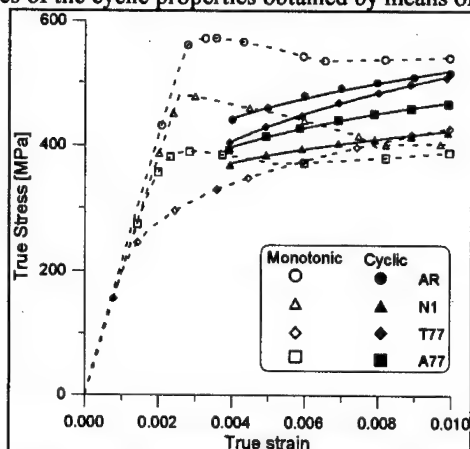 es of the cyclic properties obtained by means o
600
400
200
0
True Stress [MPa]
Monotonic Cyclic
AR
N1
T77
A77
0.000 0.002 0.004 0.006 0.008 0.010
True strain